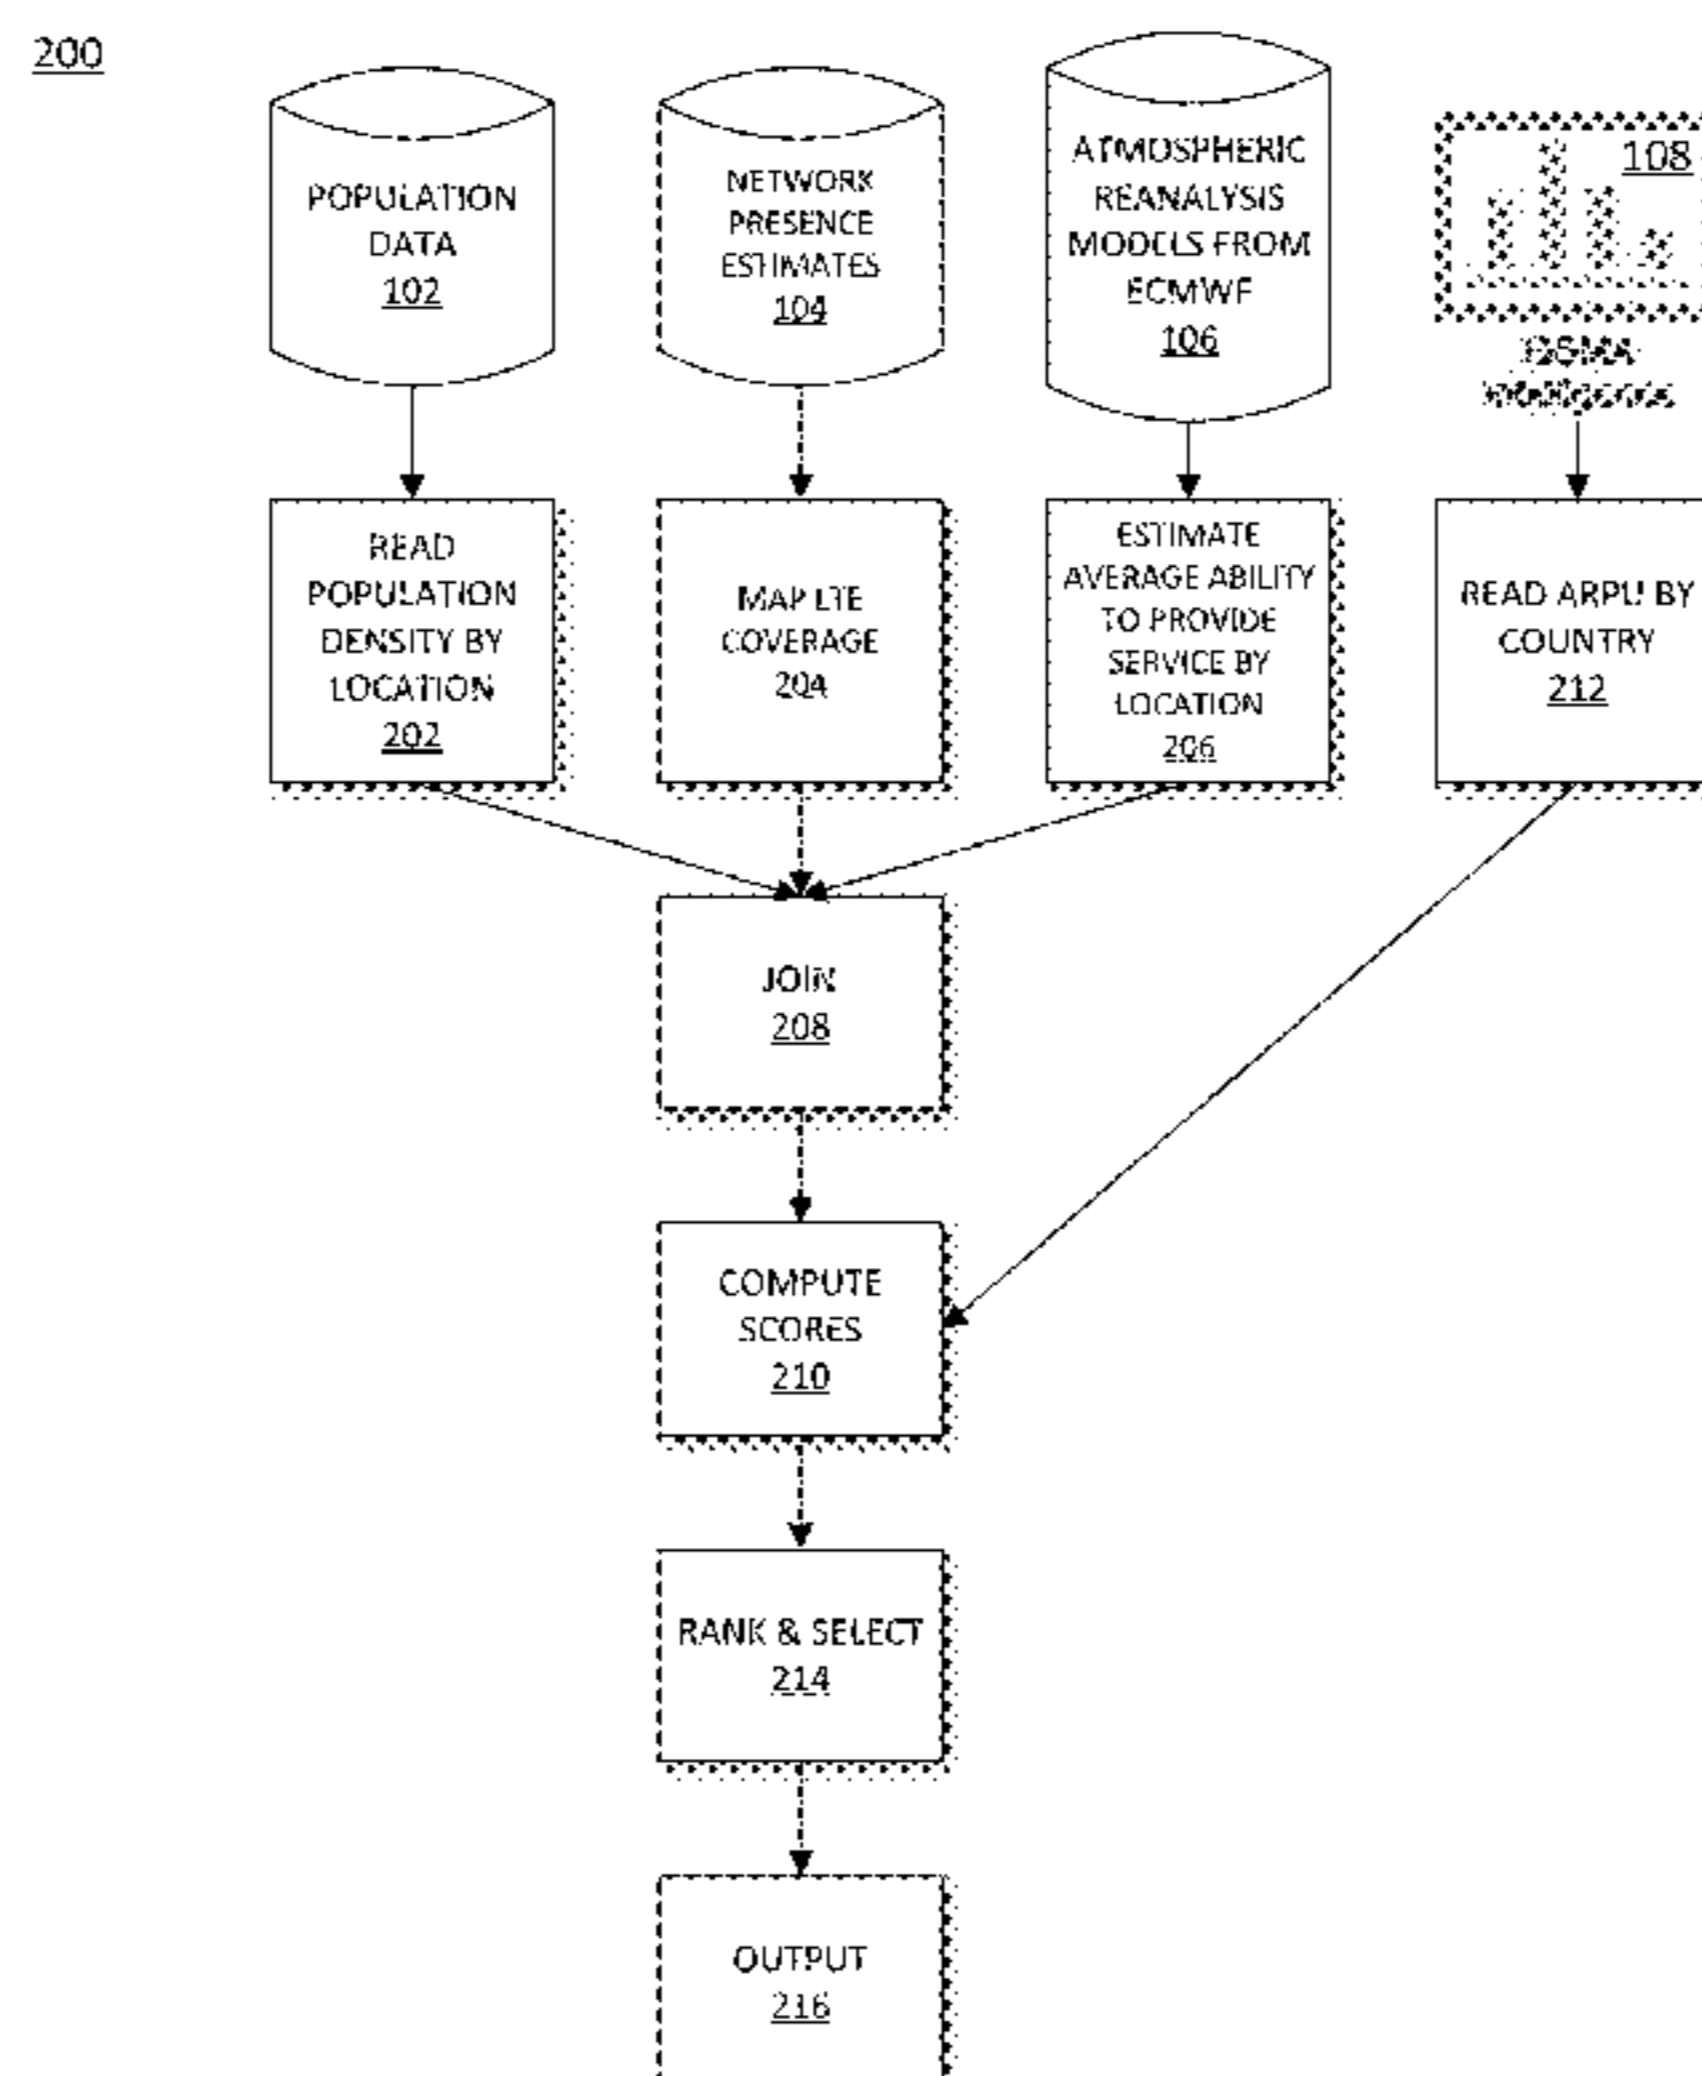 200
POPULATION
DATA
102
NETWORK
PRESENCE
ESTIMATES
104
ATMOSPHERIC
REANALYSIS
MODELS FROM
ECMWF
106
108
GSMA
READ
POPULATION
DENSITY BY
LOCATION
202
MAP LTE
COVERAGE
204
ESTIMATE
AVERAGE ABILITY
TO PROVIDE
SERVICE BY
LOCATION
206
READ ARPU BY
COUNTRY
212
JOIN
208
COMPUTE
SCORES
210
RANK & SELECT
214
OUTPUT
216